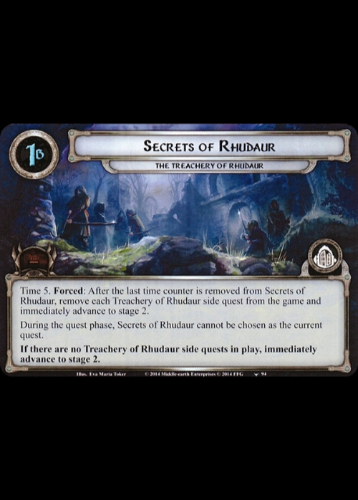 1B
SECRETS OF RHUDAUR
THE TREACHERY OF RHUDAUR
Time 5. Forced: After the last time counter is removed from Secrets of
Rhudaur, remove each Treachery of Rhudaur side quest from the game and
immediately advance to stage 2.
During the quest phase, Secrets of Rhudaur cannot be chosen as the current
quest.
If there are no Treachery of Rhudaur side quests in play, immediately
advance to stage 2.
Illus. Eva Maria Toker © 2014 Middle-earth Enterprises © 2014 FFG 94